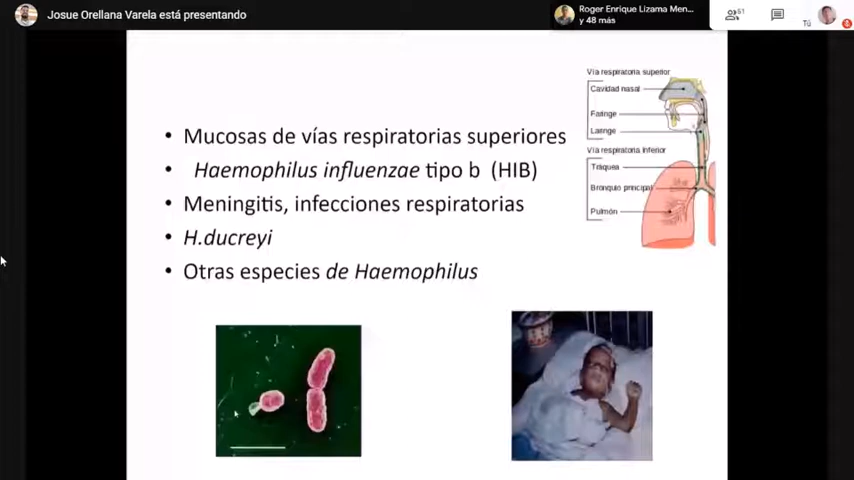 Josue Orellana Varela está presentando
Roger Enrique Lizama Men...
y 48 más
51
Tú
• Mucosas de vías respiratorias superiores
• Haemophilus influenzae tipo b (HIB)
• Meningitis, infecciones respiratorias
• H.ducreyi
• Otras especies de Haemophilus
Vía respiratoria superior
Cavidad nasal
Faringe
Laringe
Vía respiratoria inferior
Tráquea
Bronquio principal
Pulmón